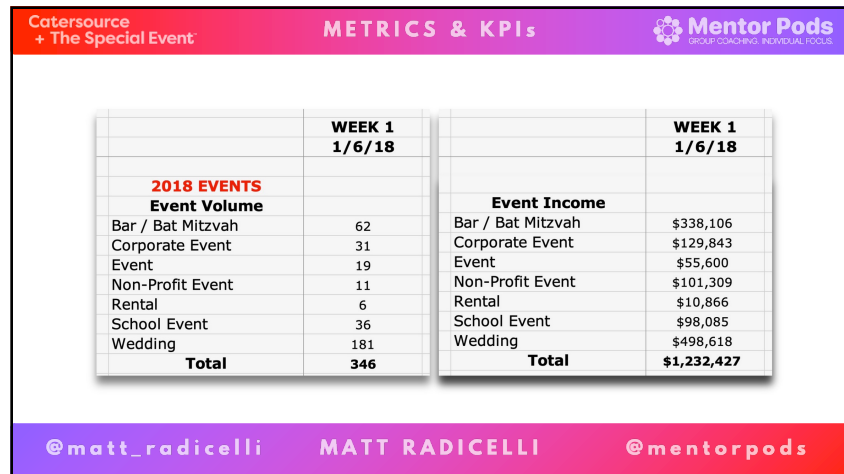 Catersource
+ The Special Event
METRICS & KPIs
Mentor Pods
GROUP COACHING. INDIVIDUAL FOCUS.
WEEK 1
1/6/18
2018 EVENTS
Event Volume
Bar / Bat Mitzvah 62
Corporate Event 31
Event 19
Non-Profit Event 11
Rental 6
School Event 36
Wedding 181
Total 346
WEEK 1
1/6/18
Event Income
Bar / Bat Mitzvah $338,106
Corporate Event $129,843
Event $55,600
Non-Profit Event $101,309
Rental $10,866
School Event $98,085
Wedding $498,618
Total $1,232,427
@matt_radicelli MATT RADICELLI @mentorpods